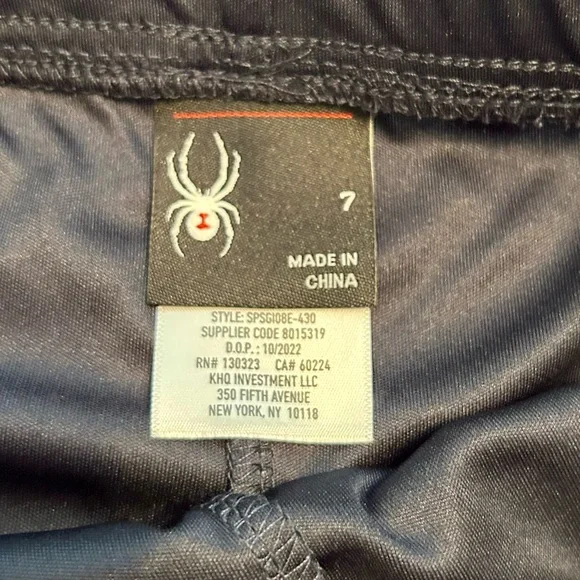 7
MADE IN
CHINA
STYLE: SPSGI08E-430
SUPPLIER CODE 8015319
D.O.P. : 10/2022
RN# 130323 CA# 60224
KHQ INVESTMENT LLC
350 FIFTH AVENUE
NEW YORK, NY 10118